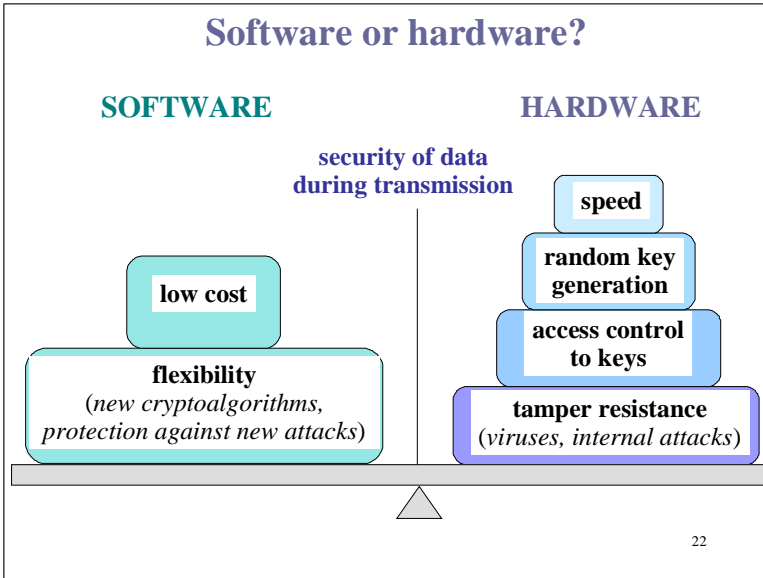 Software or hardware?
SOFTWARE
HARDWARE
security of data
during transmission
low cost
flexibility
(new cryptoalgorithms,
protection against new attacks)
speed
random key
generation
access control
to keys
tamper resistance
(viruses, internal attacks)
22